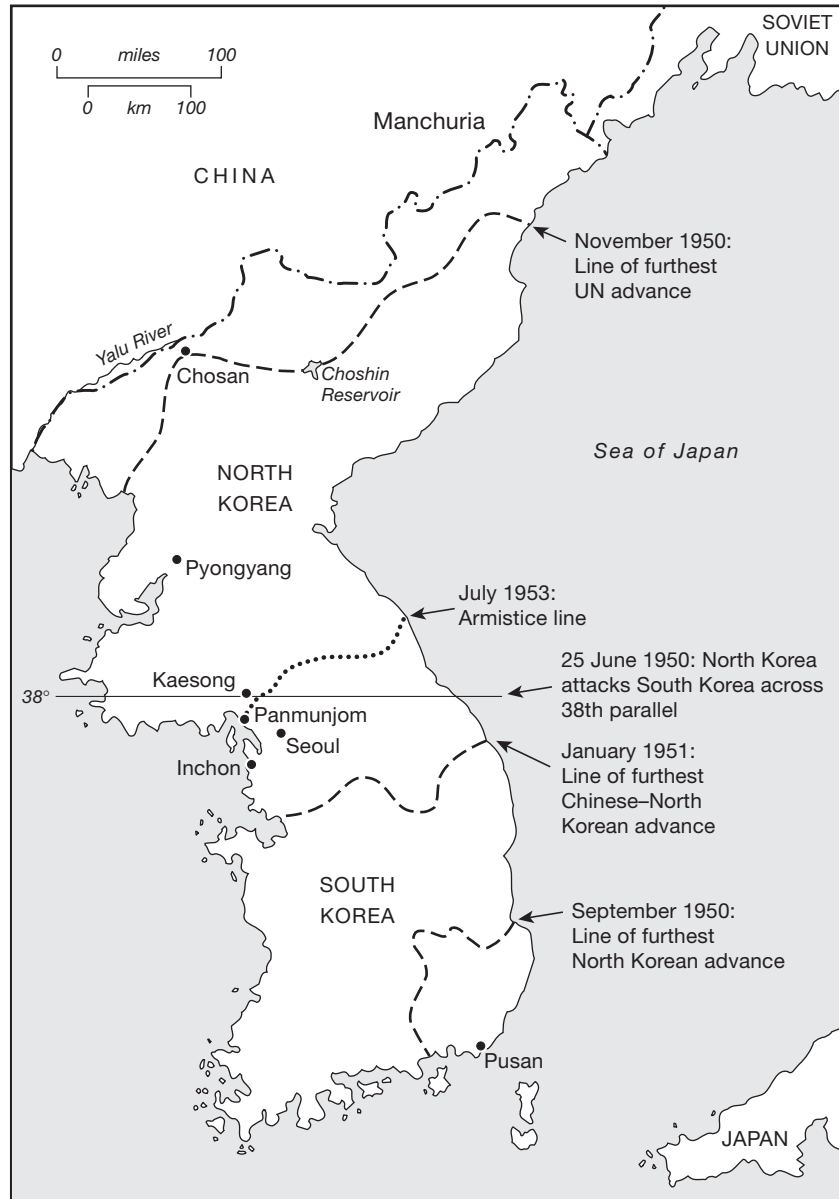 SOVIET
UNION
0 miles 100
0 km 100
Manchuria
CHINA
November 1950:
Line of furthest
UN advance
Yalu River
Chosan
Choshin
Reservoir
Sea of Japan
NORTH
KOREA
Pyongyang
July 1953:
Armistice line
25 June 1950: North Korea
attacks South Korea across
38th parallel
Kaesong
38°
Panmunjom
Seoul
Inchon
January 1951:
Line of furthest
Chinese–North
Korean advance
SOUTH
KOREA
September 1950:
Line of furthest
North Korean advance
Pusan
JAPAN